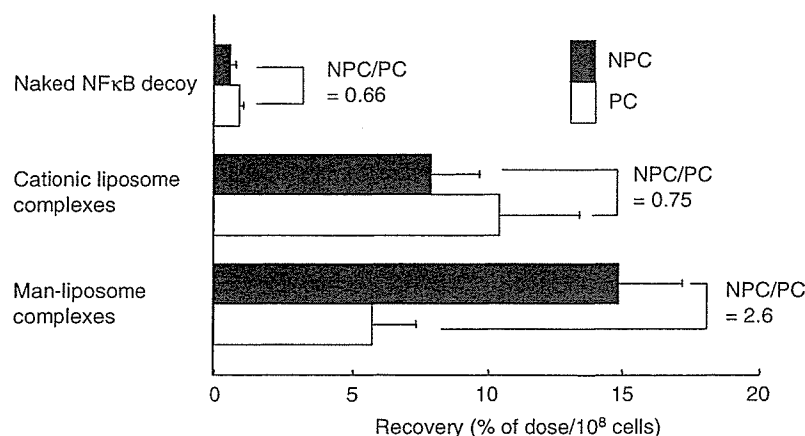 NPC
PC
Naked NFκB decoy
NPC/PC
= 0.66
Cationic liposome
complexes
NPC/PC
= 0.75
Man-liposome
complexes
NPC/PC
= 2.6
0 5 10 15 20
Recovery (% of dose/10⁸ cells)